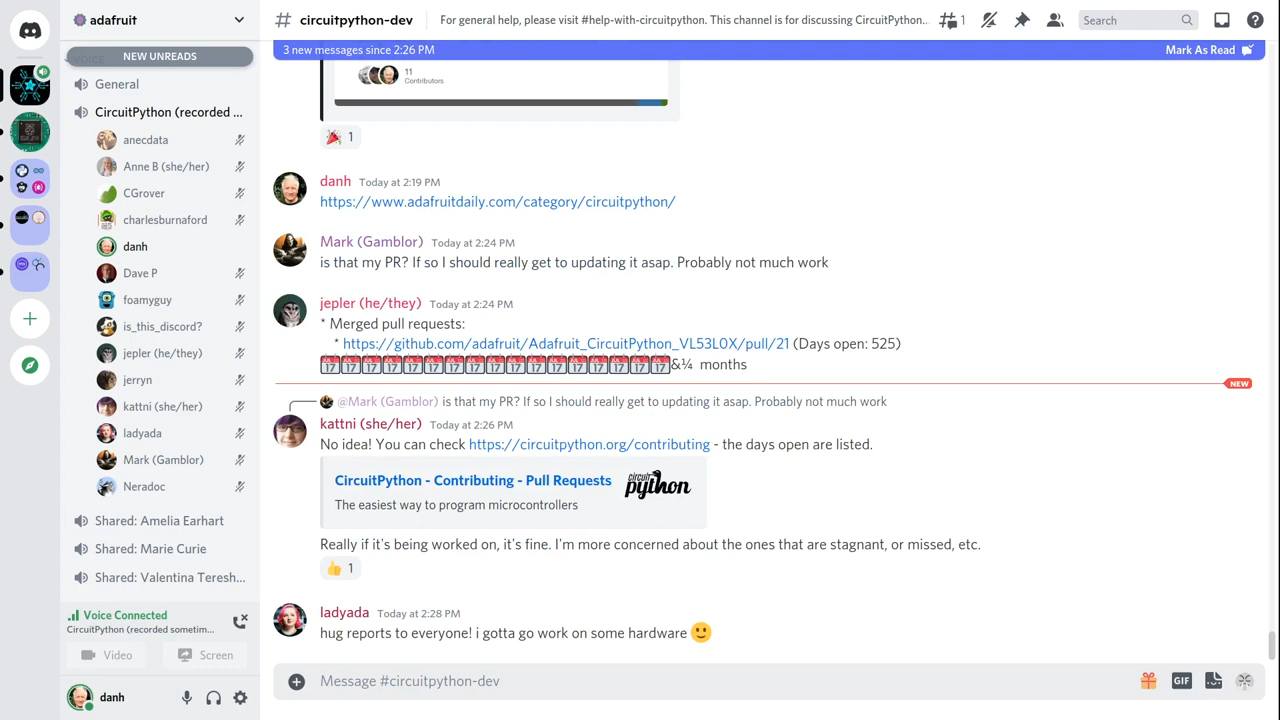 adafruit
NEW UNREADS
General
CircuitPython (recorded ...
anecdata
Anne B (she/her)
CGrover
charlesburnaford
danh
Dave P
foamyguy
is_this_discord?
jepler (he/they)
jerryn
kattni (she/her)
ladyada
Mark (Gamblor)
Neradoc
Shared: Amelia Earhart
Shared: Marie Curie
Shared: Valentina Teresh...
Voice Connected
CircuitPython (recorded sometim...
Video
Screen
danh
# circuitpython-dev
For general help, please visit #help-with-circuitpython. This channel is for discussing CircuitPython...
1
Search
3 new messages since 2:26 PM
Mark As Read
11
Contributors
1
danh Today at 2:19 PM
https://www.adafruitdaily.com/category/circuitpython/
Mark (Gamblor) Today at 2:24 PM
is that my PR? If so I should really get to updating it asap. Probably not much work
jepler (he/they) Today at 2:24 PM
* Merged pull requests:
* https://github.com/adafruit/Adafruit_CircuitPython_VL53L0X/pull/21 (Days open: 525)
📅📅📅📅📅📅📅📅📅📅📅📅📅📅📅📅📅&¼ months
NEW
@Mark (Gamblor) is that my PR? If so I should really get to updating it asap. Probably not much work
kattni (she/her) Today at 2:26 PM
No idea! You can check https://circuitpython.org/contributing - the days open are listed.
CircuitPython - Contributing - Pull Requests
circuit
python
The easiest way to program microcontrollers
Really if it's being worked on, it's fine. I'm more concerned about the ones that are stagnant, or missed, etc.
1
ladyada Today at 2:28 PM
hug reports to everyone! i gotta go work on some hardware 🙂
Message #circuitpython-dev
GIF